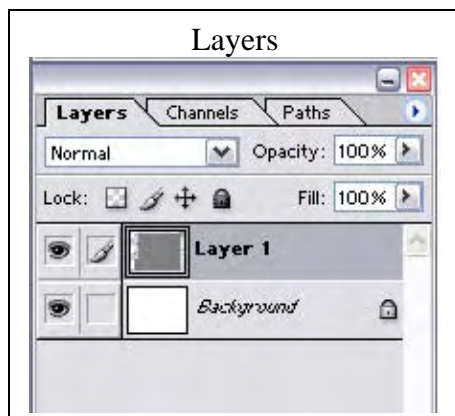 Layers
Layers Channels Paths
Normal Opacity: 100%
Lock: Fill: 100%
Layer 1
Background